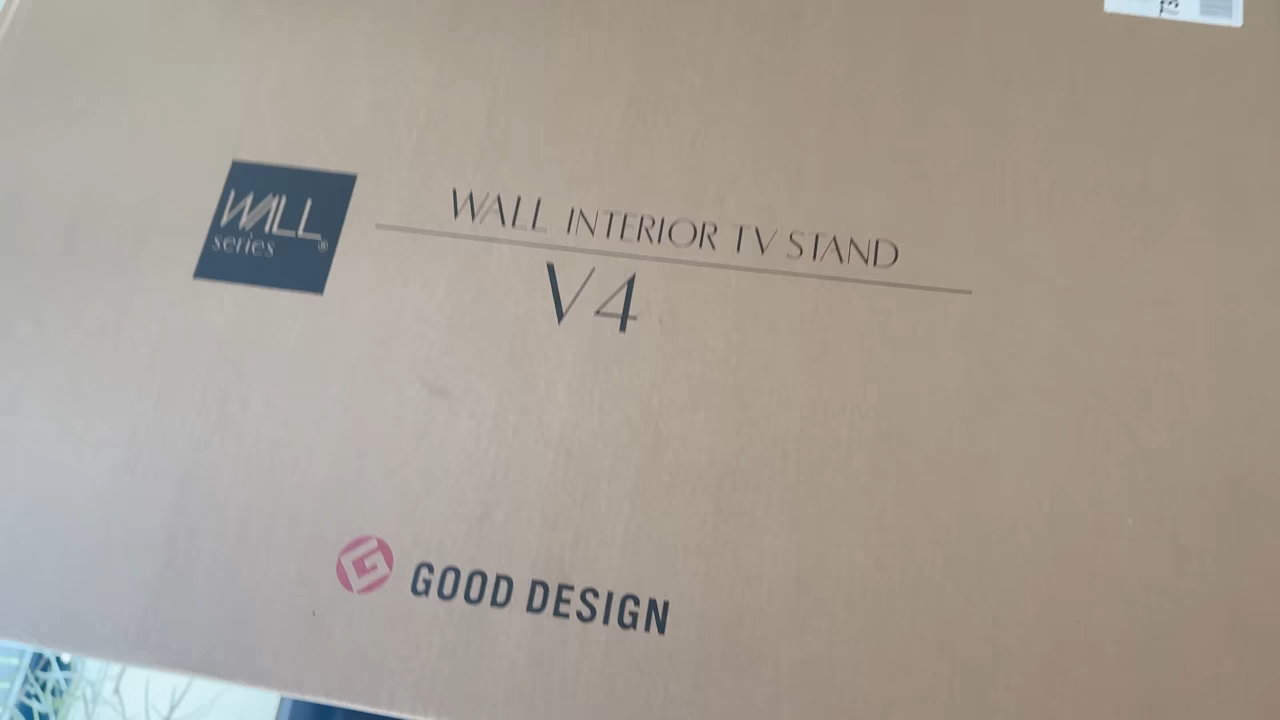 WALL
series®
WALL INTERIOR TV STAND
V4
GOOD DESIGN